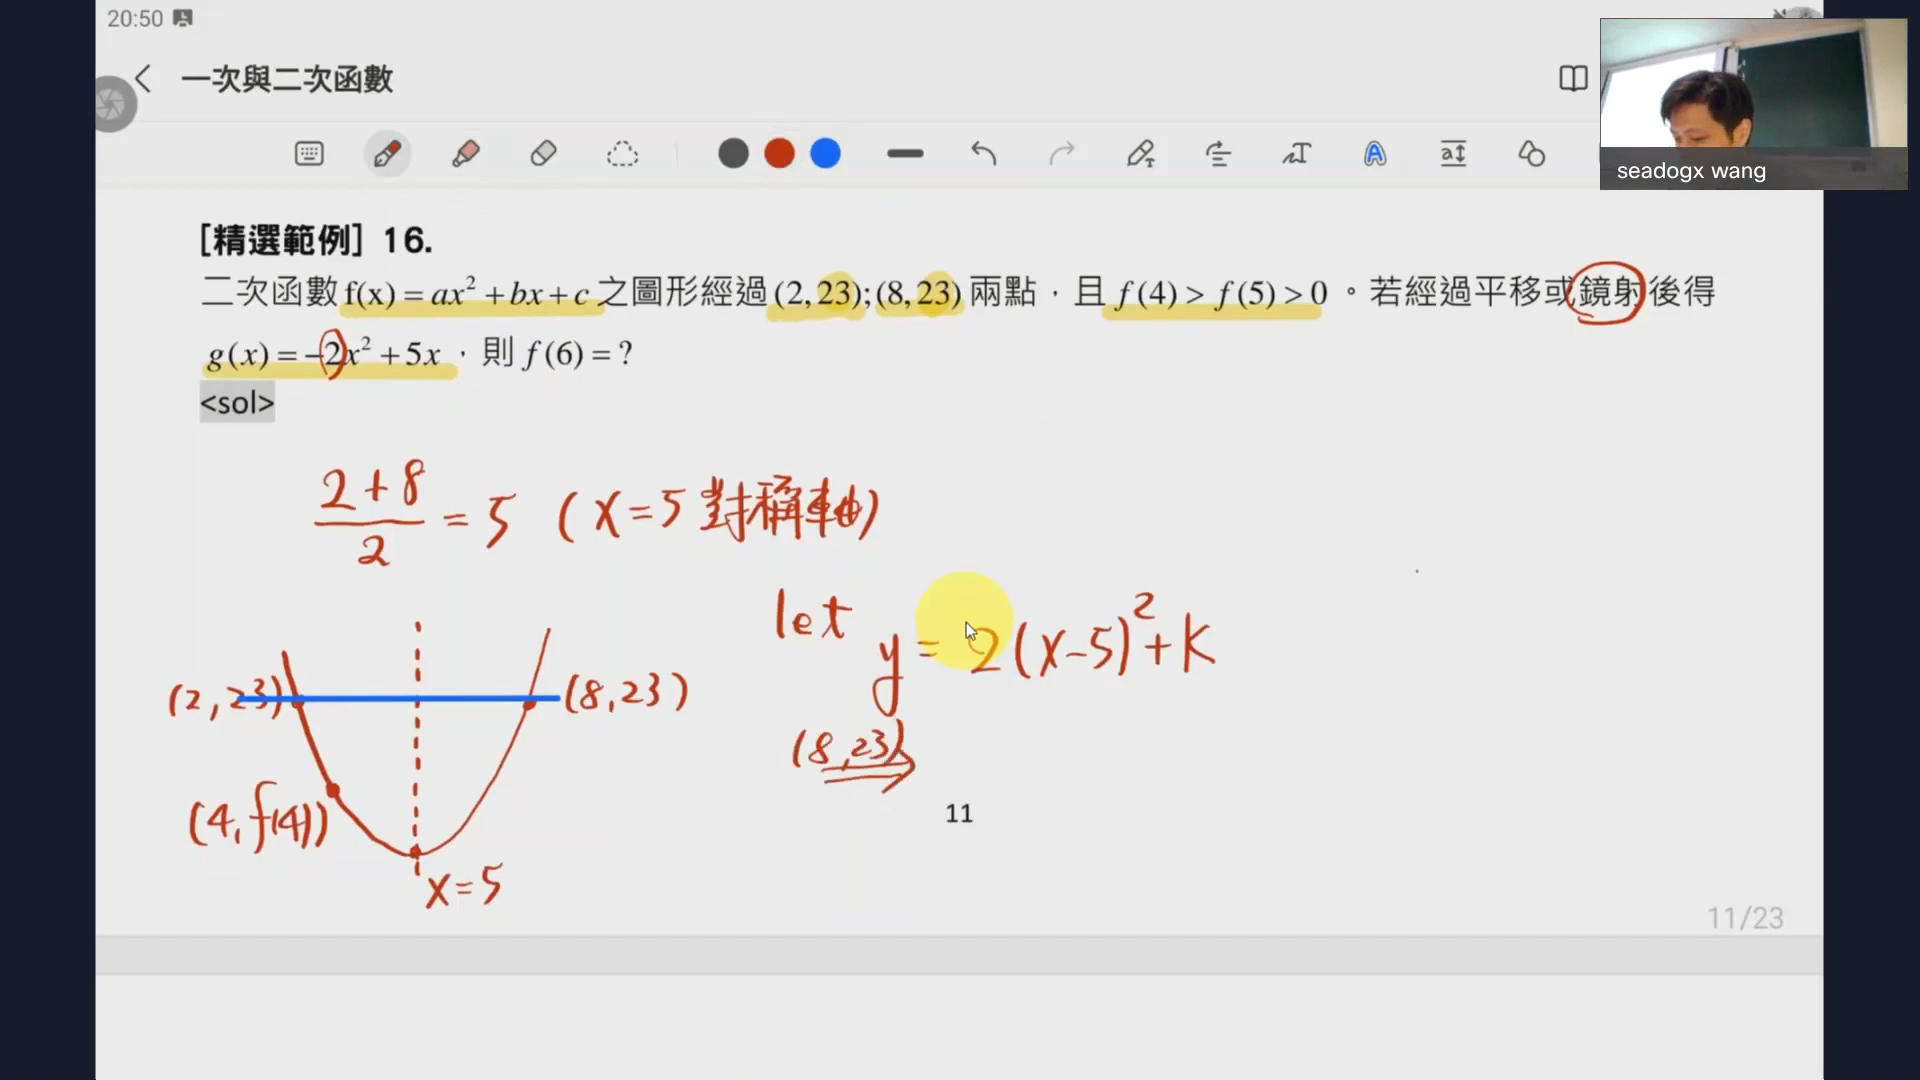 20:50
一次與二次函數
seadogx wang
[精選範例] 16.
二次函數 f(x) = ax² + bx + c 之圖形經過 (2, 23); (8, 23) 兩點，且 f(4) > f(5) > 0 。若經過平移或鏡射後得
g(x) = −2x² + 5x ，則 f(6) = ?
<sol>
(2+8)/2 = 5 (x=5 對稱軸)
let y = 2(x-5)²+k
(2,23) (8,23)
(8,23)
(4,f(4))
x=5
11
11/23